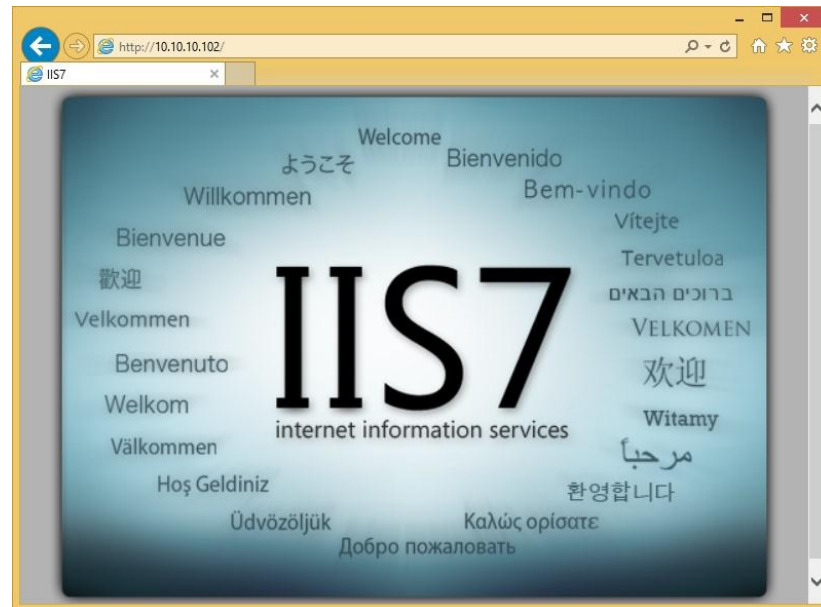 http://10.10.10.102/
IIS7
Welcome
ようこそ
Bienvenido
Willkommen
Bem-vindo
Vítejte
Bienvenue
Tervetuloa
歡迎
ברוכים הבאים
Velkommen
VELKOMEN
Benvenuto
欢迎
Welkom
Witamy
IIS7
internet information services
Välkommen
مرحباً
Hoş Geldiniz
환영합니다
Üdvözöljük
Καλώς ορίσατε
Добро пожаловать